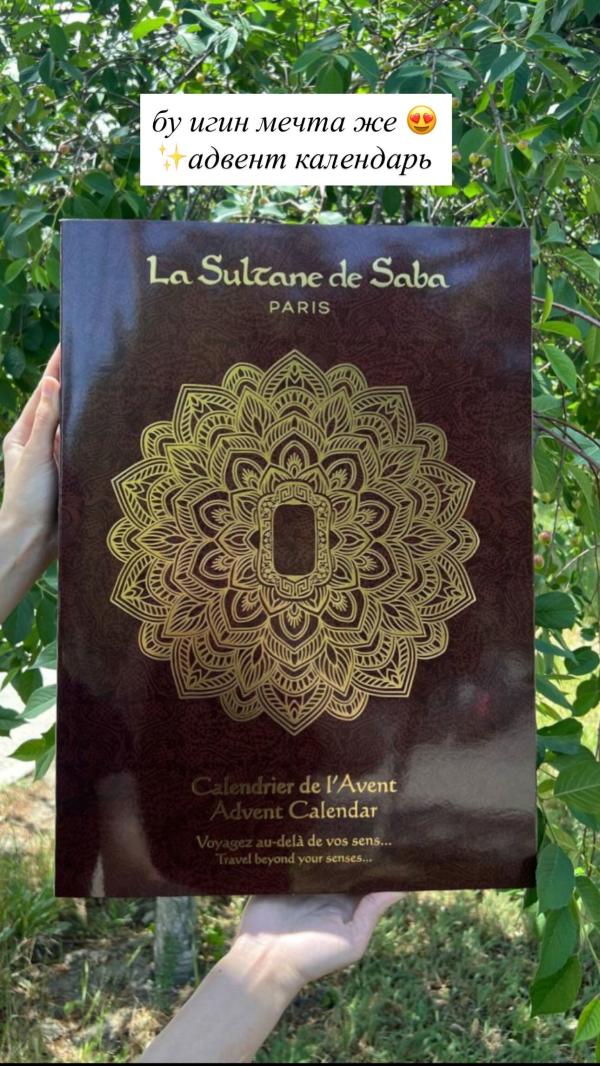 бу игин мечта же 😍
✨адвент календарь
La Sultane de Saba
PARIS
Calendrier de l'Avent
Advent Calendar
Voyagez au-delà de vos sens...
Travel beyond your senses...